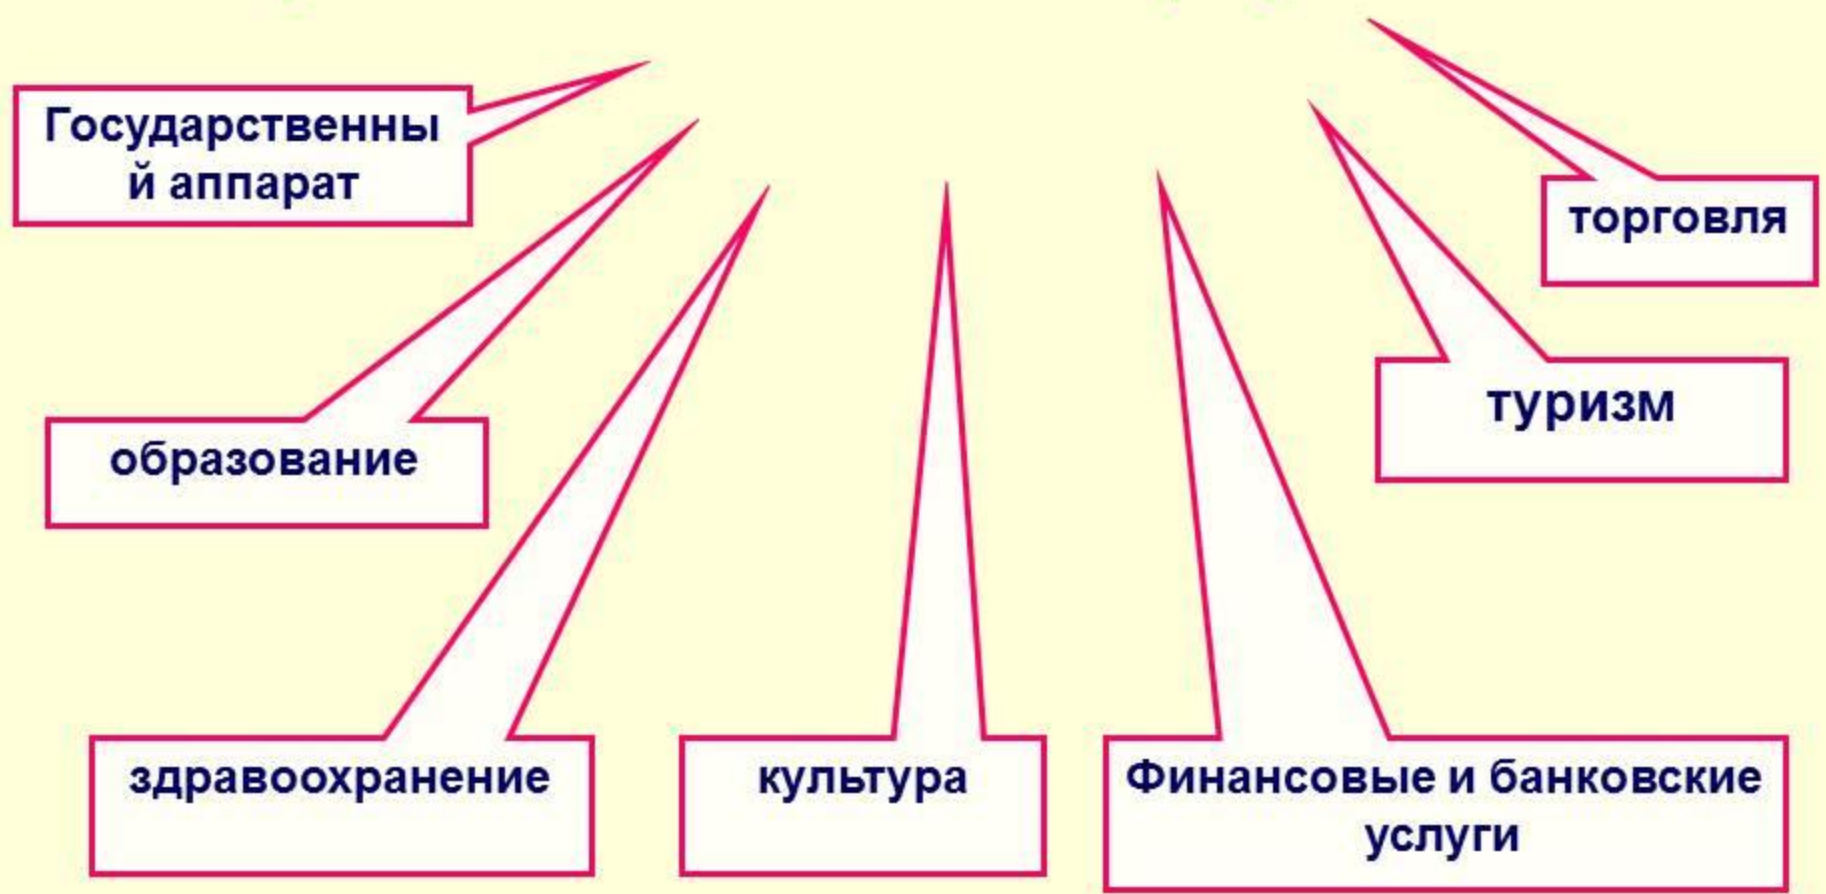 Государственны
й аппарат
торговля
туризм
образование
здравоохранение
культура
Финансовые и банковские
услуги